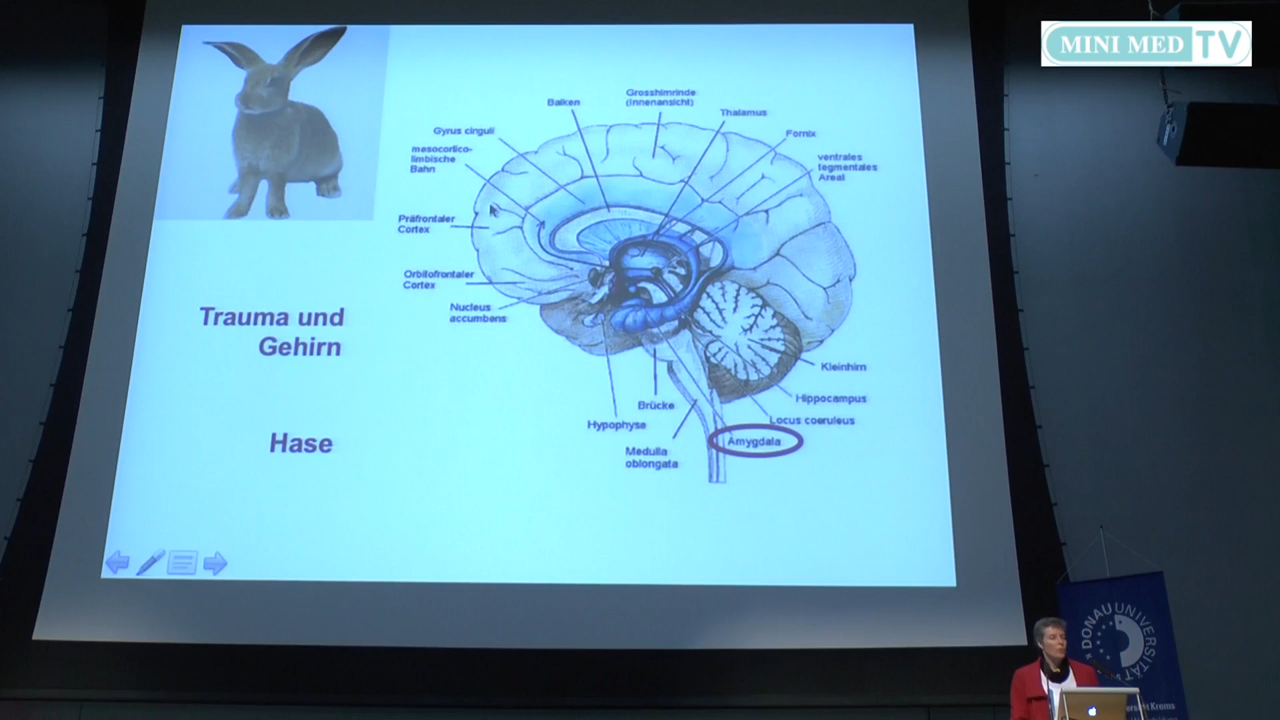 MINI MED TV
Balken
Grosshirnrinde
(Innenansicht)
Thalamus
Gyrus cinguli
Fornix
mesocortico-
limbische
Bahn
ventrales
tegmentales
Areal
Präfrontaler
Cortex
Orbitofrontaler
Cortex
Nucleus
accumbens
Trauma und
Gehirn
Kleinhirn
Hippocampus
Brücke
Locus coeruleus
Hypophyse
Amygdala
Hase
Medulla
oblongata
DONAU UNIVERSITÄT
Krems